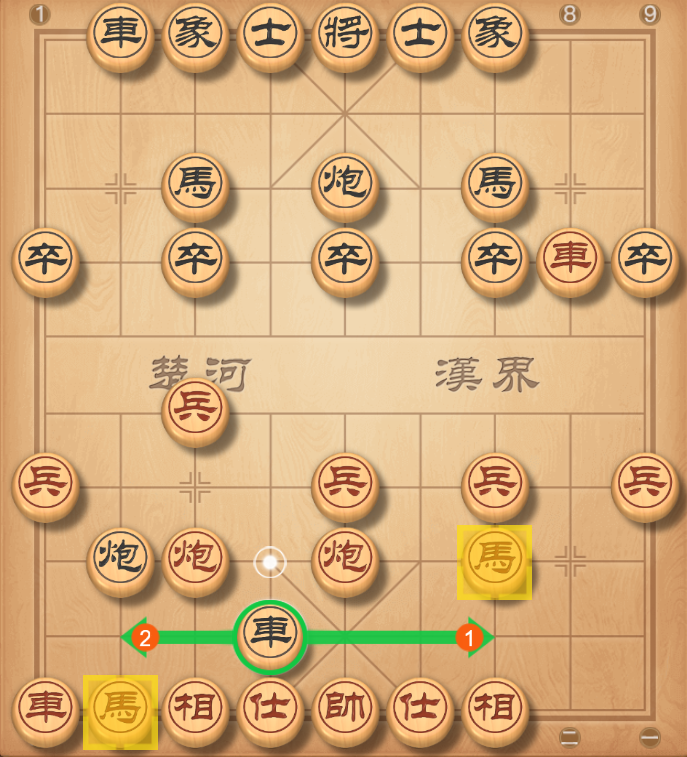 1 8 9
車 象 士 將 士 象
馬 炮 馬
卒 卒 卒 卒 車 卒
楚河 漢界
兵
兵 兵 兵 兵
炮 炮 炮 馬
2 車 1
車 馬 相 仕 帥 仕 相
二 一